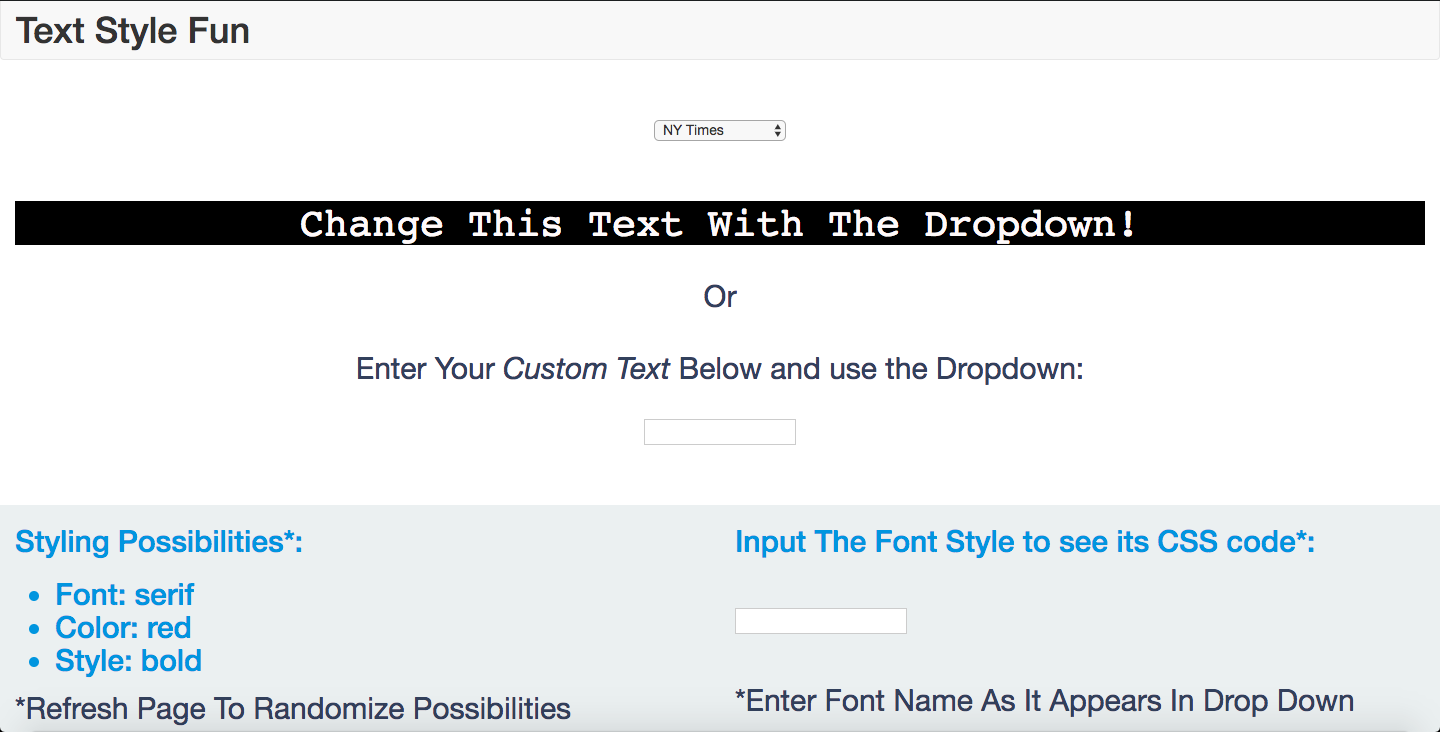 Text Style Fun
NY Times
Change This Text With The Dropdown!
Or
Enter Your Custom Text Below and use the Dropdown:
Styling Possibilities*:
Font: serif
Color: red
Style: bold
*Refresh Page To Randomize Possibilities
Input The Font Style to see its CSS code*:
*Enter Font Name As It Appears In Drop Down